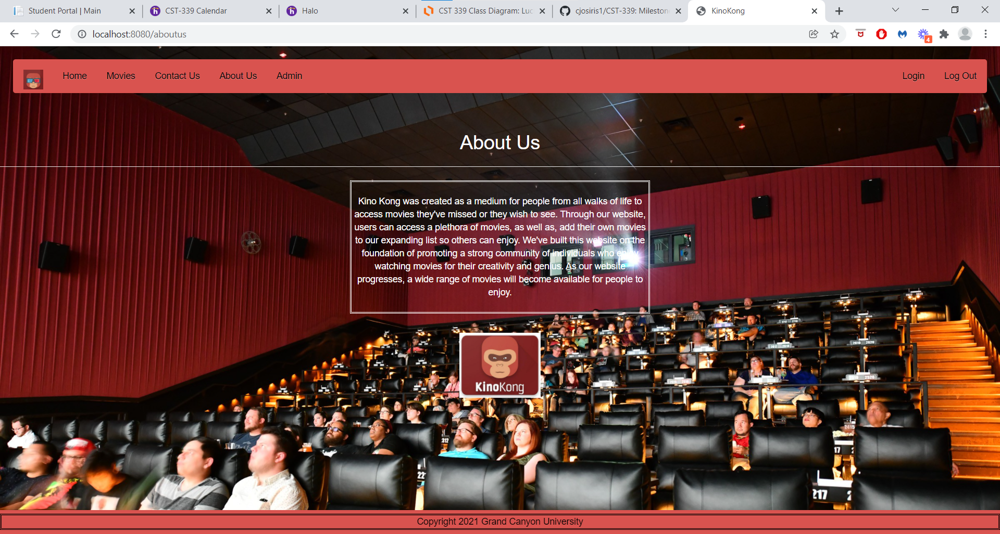 Student Portal | Main
CST-339 Calendar
Halo
CST 339 Class Diagram: Luc
cjosiris1/CST-339: Milestone
KinoKong
localhost:8080/aboutus
4
Home
Movies
Contact Us
About Us
Admin
Login
Log Out
About Us
Kino Kong was created as a medium for people from all walks of life to
access movies they've missed or they wish to see. Through our website,
users can access a plethora of movies, as well as, add their own movies
to our expanding list so others can enjoy. We've built this website on the
foundation of promoting a strong community of individuals who enjoy
watching movies for their creativity and genius. As our website
progresses, a wide range of movies will become available for people to
enjoy.
KinoKong
312
17
217
Copyright 2021 Grand Canyon University